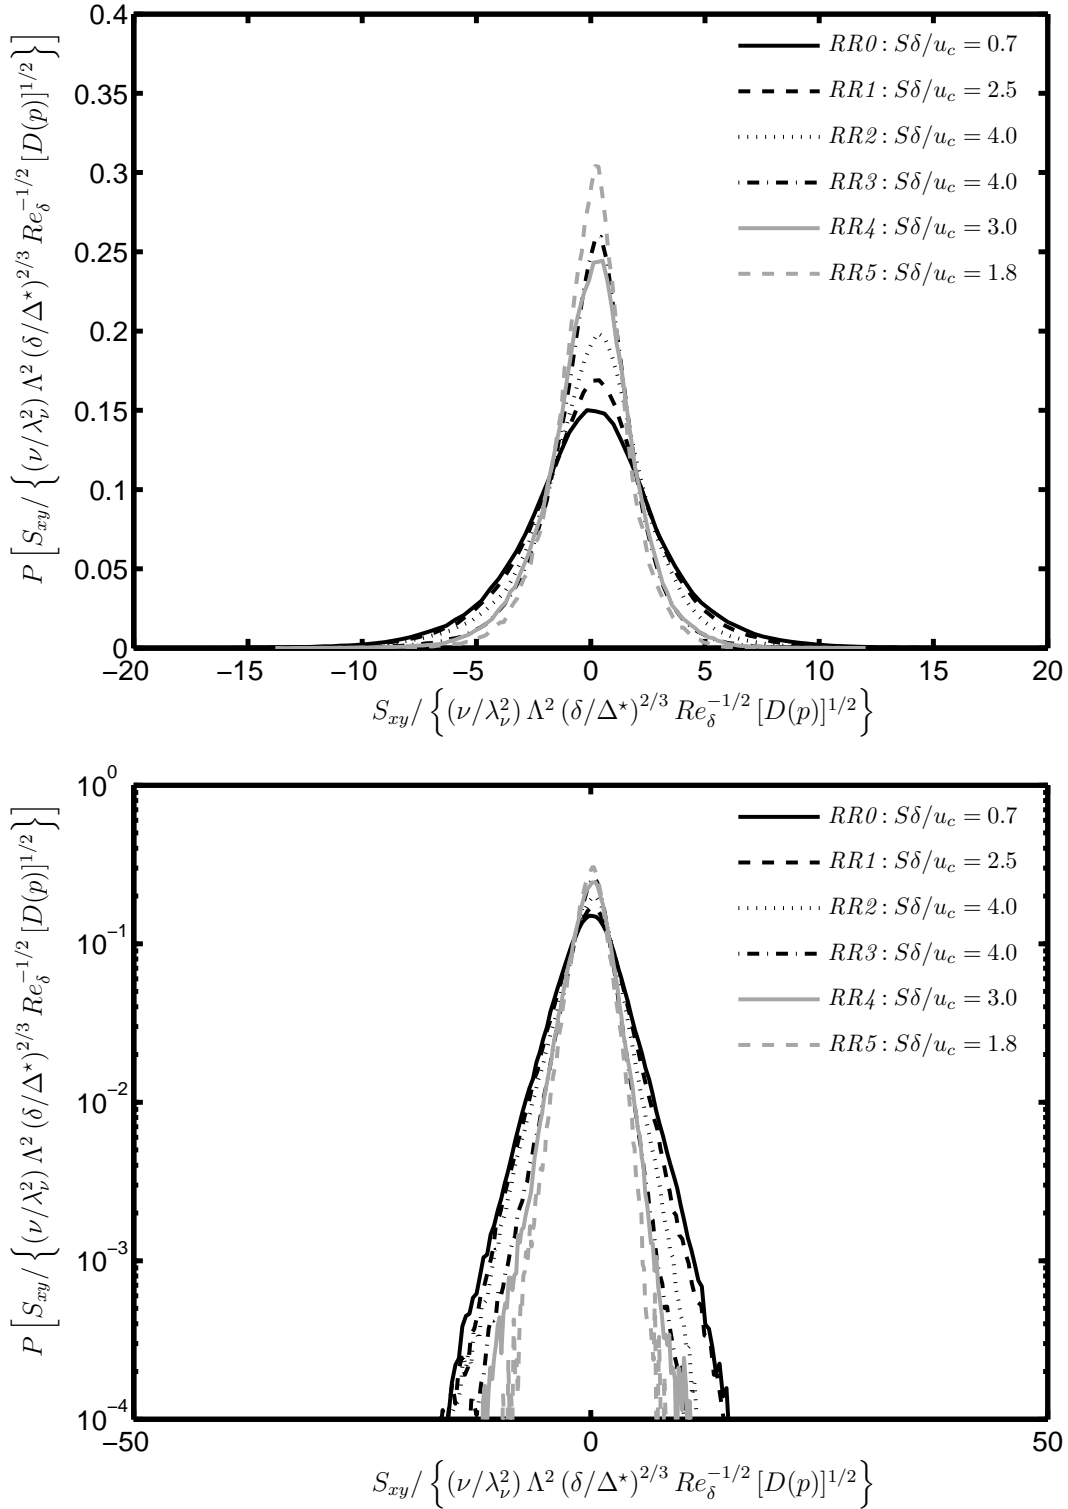 P [ S_{xy} / { (ν/λ_ν^2) Λ^2 (δ/Δ^⋆)^{2/3} Re_δ^{-1/2} [D(p)]^{1/2} } ]
0.4
0.35
0.3
0.25
0.2
0.15
0.1
0.05
0
RR0 : Sδ/u_c = 0.7
RR1 : Sδ/u_c = 2.5
RR2 : Sδ/u_c = 4.0
RR3 : Sδ/u_c = 4.0
RR4 : Sδ/u_c = 3.0
RR5 : Sδ/u_c = 1.8
−20 −15 −10 −5 0 5 10 15 20
S_{xy} / { (ν/λ_ν^2) Λ^2 (δ/Δ^⋆)^{2/3} Re_δ^{-1/2} [D(p)]^{1/2} }
P [ S_{xy} / { (ν/λ_ν^2) Λ^2 (δ/Δ^⋆)^{2/3} Re_δ^{-1/2} [D(p)]^{1/2} } ]
10^0
10^{−1}
10^{−2}
10^{−3}
10^{−4}
RR0 : Sδ/u_c = 0.7
RR1 : Sδ/u_c = 2.5
RR2 : Sδ/u_c = 4.0
RR3 : Sδ/u_c = 4.0
RR4 : Sδ/u_c = 3.0
RR5 : Sδ/u_c = 1.8
−50 0 50
S_{xy} / { (ν/λ_ν^2) Λ^2 (δ/Δ^⋆)^{2/3} Re_δ^{-1/2} [D(p)]^{1/2} }